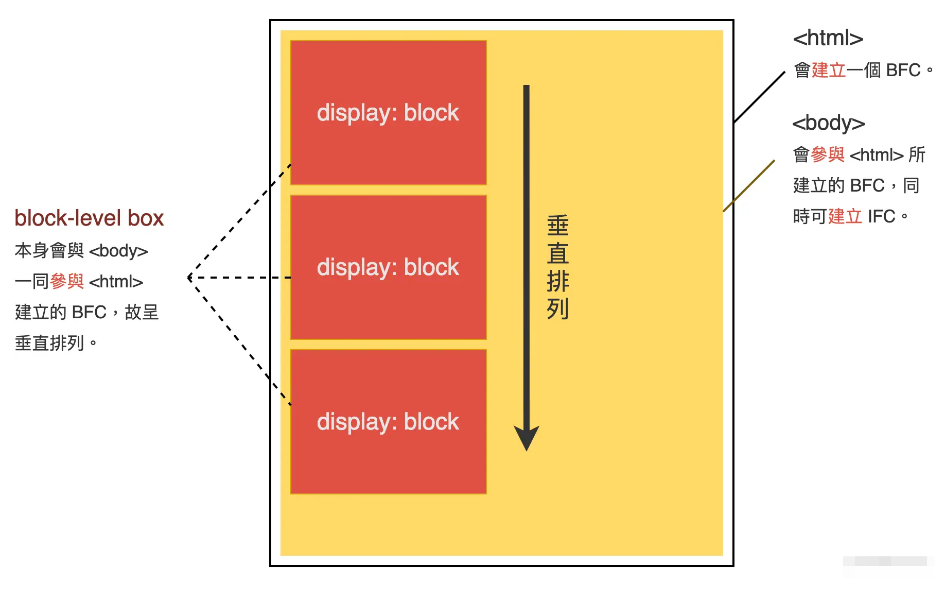 <html>
會建立一個 BFC。
<body>
會參與 <html> 所
建立的 BFC，同
時可建立 IFC。
display: block
display: block
display: block
垂直排列
block-level box
本身會與 <body>
一同參與 <html>
建立的 BFC，故呈
垂直排列。